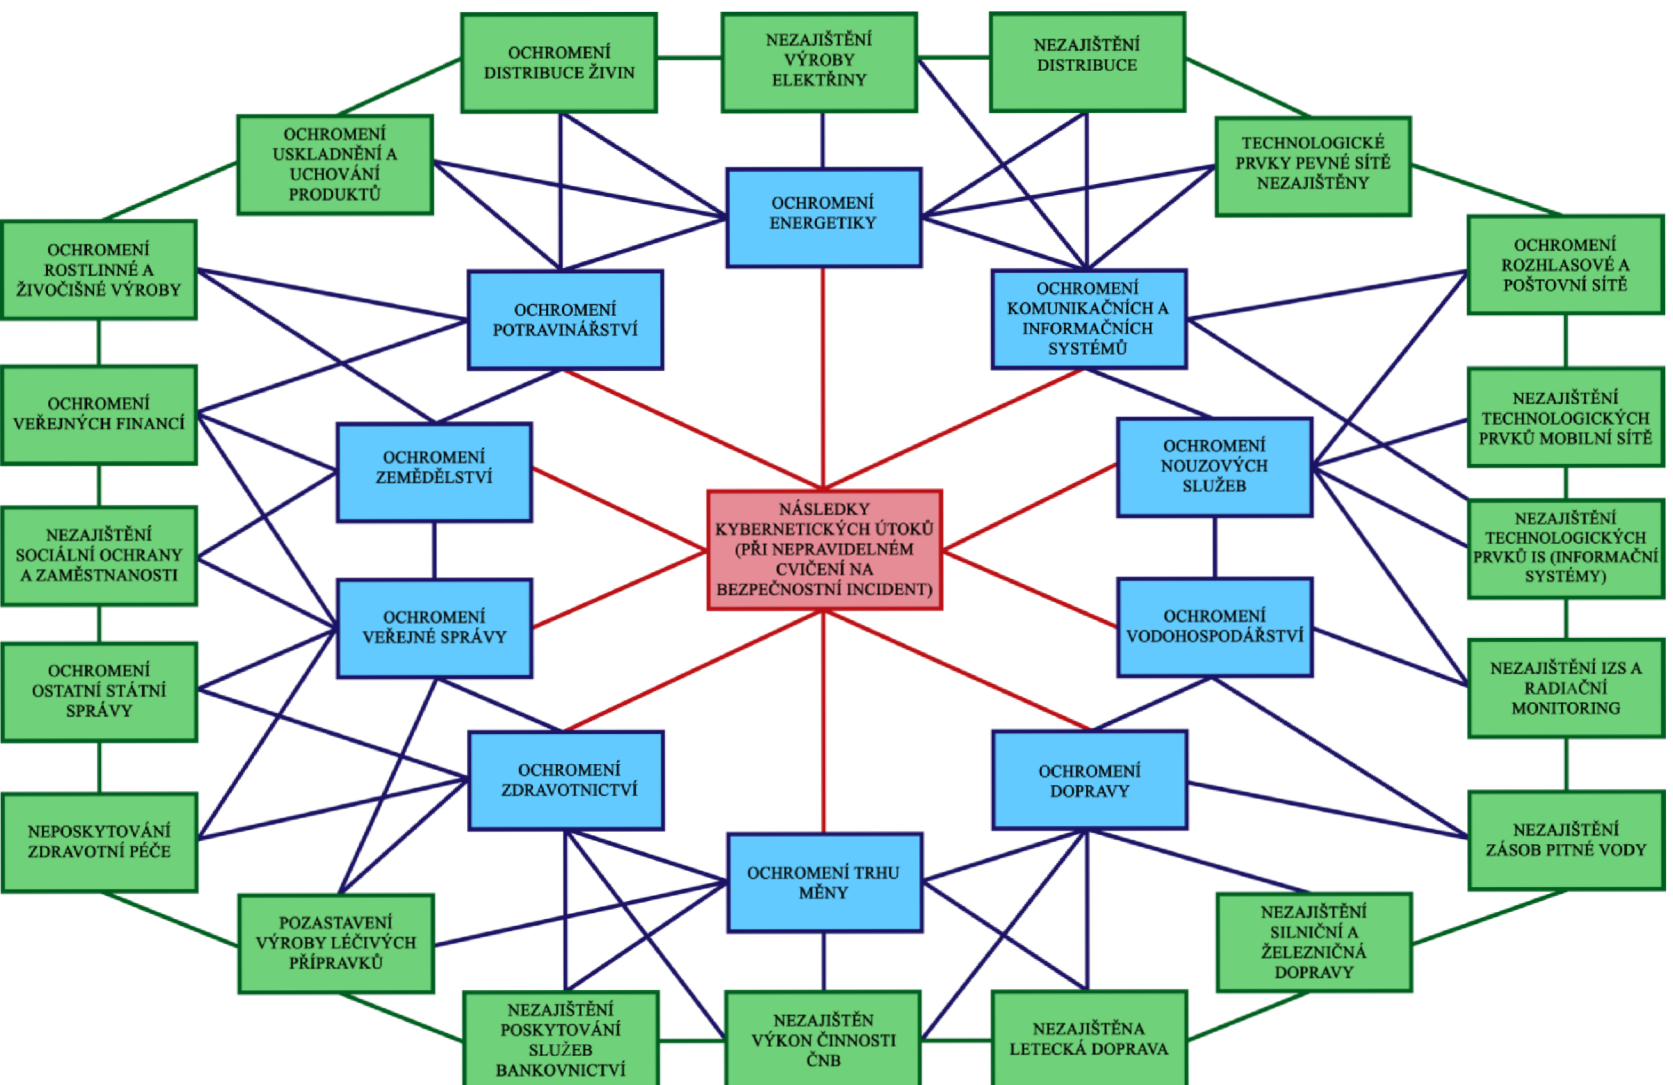 OCHROMENÍ
DISTRIBUCE ŽIVIN
NEZAJIŠTĚNÍ
VÝROBY
ELEKTŘINY
NEZAJIŠTĚNÍ
DISTRIBUCE
OCHROMENÍ
USKLADNĚNÍ A
UCHOVÁNÍ
PRODUKTŮ
TECHNOLOGICKÉ
PRVKY PEVNÉ SÍTĚ
NEZAJIŠTĚNY
OCHROMENÍ
ENERGETIKY
OCHROMENÍ
ROSTLINNÉ A
ŽIVOČIŠNÉ VÝROBY
OCHROMENÍ
POTRAVINÁŘSTVÍ
OCHROMENÍ
KOMUNIKAČNÍCH A
INFORMAČNÍCH
SYSTÉMŮ
OCHROMENÍ
ROZHLASOVÉ A
POŠTOVNÍ SÍTĚ
OCHROMENÍ
VEŘEJNÝCH FINANCÍ
OCHROMENÍ
ZEMĚDĚLSTVÍ
OCHROMENÍ
NOUZOVÝCH
SLUŽEB
NEZAJIŠTĚNÍ
TECHNOLOGICKÝCH
PRVKŮ MOBILNÍ SÍTĚ
NEZAJIŠTĚNÍ
SOCIÁLNÍ OCHRANY
A ZAMĚSTNANOSTI
NÁSLEDKY
KYBERNETICKÝCH ÚTOKŮ
(PŘI NEPRAVIDELNÉM
CVIČENÍ NA
BEZPEČNOSTNÍ INCIDENT)
NEZAJIŠTĚNÍ
TECHNOLOGICKÝCH
PRVKŮ IS (INFORMAČNÍ
SYSTÉMY)
OCHROMENÍ
VEŘEJNÉ SPRÁVY
OCHROMENÍ
VODOHOSPODÁŘSTVÍ
OCHROMENÍ
OSTATNÍ STÁTNÍ
SPRÁVY
NEZAJIŠTĚNÍ IZS A
RADIAČNÍ
MONITORING
OCHROMENÍ
ZDRAVOTNICTVÍ
OCHROMENÍ
DOPRAVY
NEPOSKYTOVÁNÍ
ZDRAVOTNÍ PÉČE
OCHROMENÍ TRHU
MĚNY
NEZAJIŠTĚNÍ
ZÁSOB PITNÉ VODY
POZASTAVENÍ
VÝROBY LÉČIVÝCH
PŘÍPRAVKŮ
NEZAJIŠTĚNÍ
SILNIČNÍ A
ŽELEZNIČNÁ
DOPRAVY
NEZAJIŠTĚNÍ
POSKYTOVÁNÍ
SLUŽEB
BANKOVNICTVÍ
NEZAJIŠTĚN
VÝKON ČINNOSTI
ČNB
NEZAJIŠTĚNA
LETECKÁ DOPRAVA